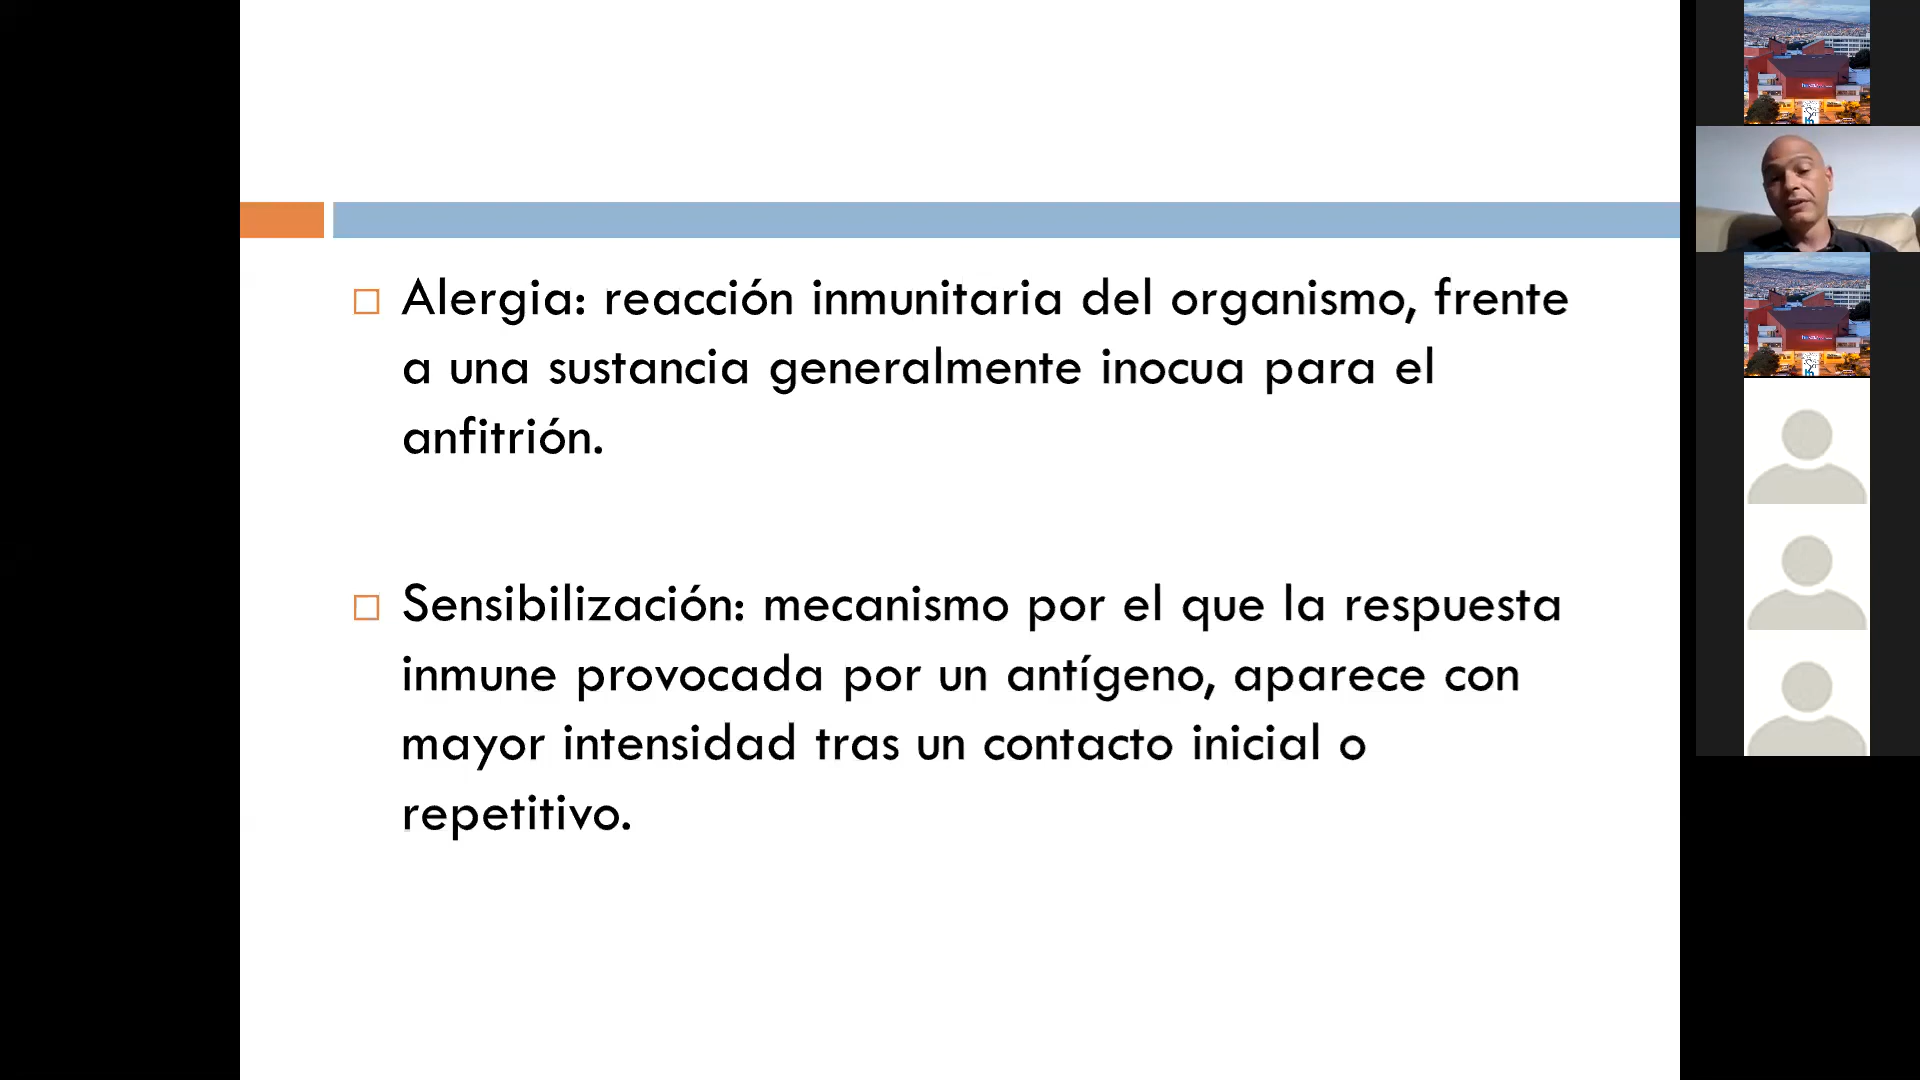 Alergia: reacción inmunitaria del organismo, frente
a una sustancia generalmente inocua para el
anfitrión.
Sensibilización: mecanismo por el que la respuesta
inmune provocada por un antígeno, aparece con
mayor intensidad tras un contacto inicial o
repetitivo.